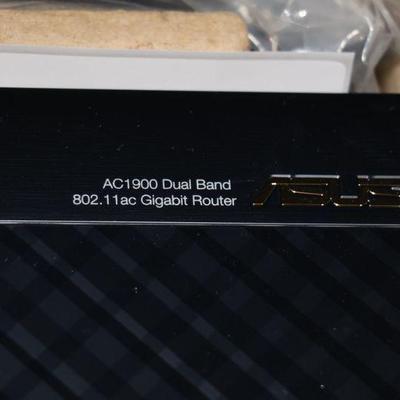 AC1900 Dual Band
802.11ac Gigabit Router
ASUS